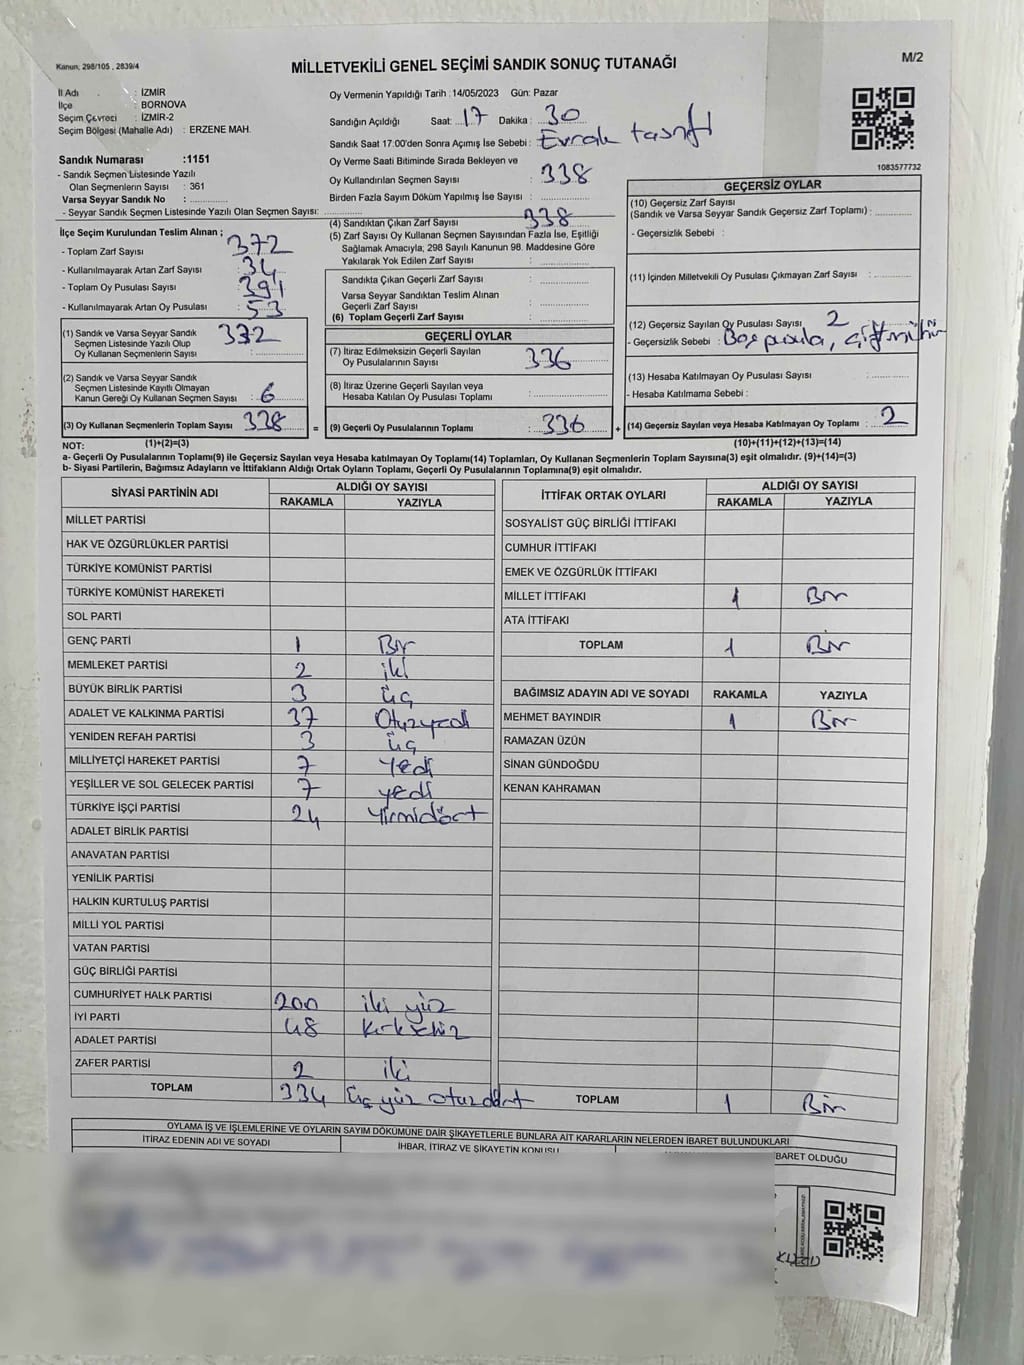 Kanun, 298/105 , 2839/4
MİLLETVEKİLİ GENEL SEÇİMİ SANDIK SONUÇ TUTANAĞI
M/2
İl Adı : İZMİR
İlçe : BORNOVA
Seçim Çevreci : İZMİR-2
Seçim Bölgesi (Mahalle Adı) : ERZENE MAH.
Sandık Numarası :1151
- Sandık Seçmen Listesinde Yazılı
Olan Seçmenlerin Sayısı : 361
Varsa Seyyar Sandık No :
- Seyyar Sandık Seçmen Listesinde Yazılı Olan Seçmen Sayısı:
Oy Vermenin Yapıldığı Tarih :14/05/2023 Gün: Pazar
Sandığın Açıldığı Saat: 17 Dakika : 30
Sandık Saat 17:00'den Sonra Açımış İse Sebebi : Evrak tasnifi
Oy Verme Saati Bitiminde Sırada Bekleyen ve
Oy Kullandırılan Seçmen Sayısı : 338
Birden Fazla Sayım Döküm Yapılmış İse Sayısı :
(4) Sandıktan Çıkan Zarf Sayısı 338
(5) Zarf Sayısı Oy Kullanan Seçmen Sayısından Fazla İse, Eşitliği
Sağlamak Amacıyla; 298 Sayılı Kanunun 98. Maddesine Göre
Yakılarak Yok Edilen Zarf Sayısı :
Sandıkta Çıkan Geçerli Zarf Sayısı :
Varsa Seyyar Sandıktan Teslim Alınan
Geçerli Zarf Sayısı :
(6) Toplam Geçerli Zarf Sayısı :
1083577732
GEÇERSİZ OYLAR
(10) Geçersiz Zarf Sayısı
(Sandık ve Varsa Seyyar Sandık Geçersiz Zarf Toplamı) :
- Geçersizlik Sebebi :
(11) İçinden Milletvekili Oy Pusulası Çıkmayan Zarf Sayısı :
(12) Geçersiz Sayılan Oy Pusulası Sayısı : 2
- Geçersizlik Sebebi : Boş pusula, çift mühür
(13) Hesaba Katılmayan Oy Pusulası Sayısı :
- Hesaba Katılmama Sebebi :
(14) Geçersiz Sayılan veya Hesaba Katılmayan Oy Toplamı : 2
İlçe Seçim Kurulundan Teslim Alınan ;
- Toplam Zarf Sayısı : 372
- Kullanılmayarak Artan Zarf Sayısı : 34
- Toplam Oy Pusulası Sayısı : 391
- Kullanılmayarak Artan Oy Pusulası : 53
(1) Sandık ve Varsa Seyyar Sandık
Seçmen Listesinde Yazılı Olup
Oy Kullanan Seçmenlerin Sayısı : 332
(2) Sandık ve Varsa Seyyar Sandık
Seçmen Listesinde Kayıtlı Olmayan
Kanun Gereği Oy Kullanan Seçmen Sayısı : 6
(3) Oy Kullanan Seçmenlerin Toplam Sayısı : 338
GEÇERLİ OYLAR
(7) İtiraz Edilmeksizin Geçerli Sayılan
Oy Pusulalarının Sayısı : 336
(8) İtiraz Üzerine Geçerli Sayılan veya
Hesaba Katılan Oy Pusulası Toplamı :
= (9) Geçerli Oy Pusulalarının Toplamı : 336 +
NOT: (1)+(2)=(3) (10)+(11)+(12)+(13)=(14)
a- Geçerli Oy Pusulalarının Toplamı(9) ile Geçersiz Sayılan veya Hesaba katılmayan Oy Toplamı(14) Toplamları, Oy Kullanan Seçmenlerin Toplam Sayısına(3) eşit olmalıdır. (9)+(14)=(3)
b- Siyasi Partilerin, Bağımsız Adayların ve İttifakların Aldığı Ortak Oyların Toplamı, Geçerli Oy Pusulalarının Toplamına(9) eşit olmalıdır.
SİYASİ PARTİNİN ADI ALDIĞI OY SAYISI
RAKAMLA YAZIYLA
MİLLET PARTİSİ
HAK VE ÖZGÜRLÜKLER PARTİSİ
TÜRKİYE KOMÜNİST PARTİSİ
TÜRKİYE KOMÜNİST HAREKETİ
SOL PARTİ
GENÇ PARTİ 1 Bir
MEMLEKET PARTİSİ 2 iki
BÜYÜK BİRLİK PARTİSİ 3 üç
ADALET VE KALKINMA PARTİSİ 37 Otuzyedi
YENİDEN REFAH PARTİSİ 3 üç
MİLLİYETÇİ HAREKET PARTİSİ 7 Yedi
YEŞİLLER VE SOL GELECEK PARTİSİ 7 yedi
TÜRKİYE İŞÇİ PARTİSİ 24 Yirmidört
ADALET BİRLİK PARTİSİ
ANAVATAN PARTİSİ
YENİLİK PARTİSİ
HALKIN KURTULUŞ PARTİSİ
MİLLİ YOL PARTİSİ
VATAN PARTİSİ
GÜÇ BİRLİĞİ PARTİSİ
CUMHURİYET HALK PARTİSİ 200 iki yüz
İYİ PARTİ 48 Kırksekiz
ADALET PARTİSİ
ZAFER PARTİSİ 2 iki
TOPLAM 334 üç yüz otuzdört
İTTİFAK ORTAK OYLARI ALDIĞI OY SAYISI
RAKAMLA YAZIYLA
SOSYALİST GÜÇ BİRLİĞİ İTTİFAKI
CUMHUR İTTİFAKI
EMEK VE ÖZGÜRLÜK İTTİFAKI
MİLLET İTTİFAKI 1 Bir
ATA İTTİFAKI
TOPLAM 1 Bir
BAĞIMSIZ ADAYIN ADI VE SOYADI RAKAMLA YAZIYLA
MEHMET BAYINDIR 1 Bir
RAMAZAN ÜZÜN
SİNAN GÜNDOĞDU
KENAN KAHRAMAN
TOPLAM 1 Bir
OYLAMA İŞ VE İŞLEMLERİNE VE OYLARIN SAYIM DÖKÜMÜNE DAİR ŞİKAYETLERLE BUNLARA AİT KARARLARIN NELERDEN İBARET BULUNDUKLARI
İTİRAZ EDENİN ADI VE SOYADI İHBAR, İTİRAZ VE ŞİKAYETİN KONUSU BARET OLDUĞU